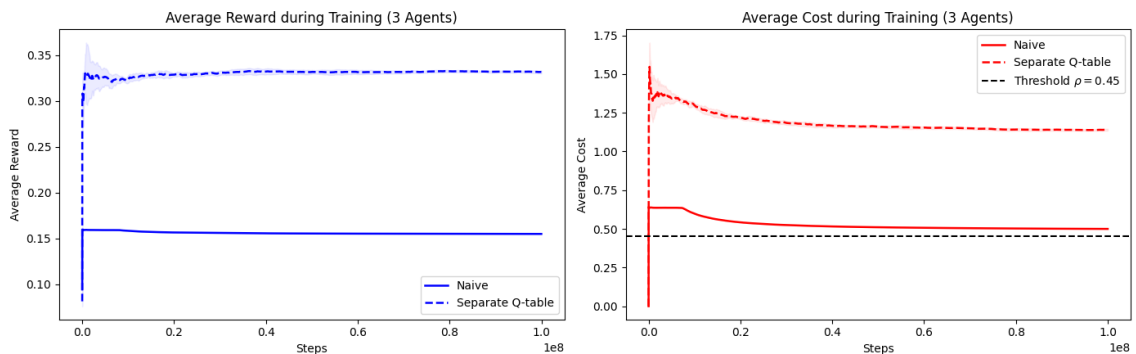 Average Reward during Training (3 Agents)
Average Reward
0.35
0.30
0.25
0.20
0.15
0.10
Naive
Separate Q-table
0.0 0.2 0.4 0.6 0.8 1.0
1e8
Steps
Average Cost during Training (3 Agents)
Average Cost
1.75
1.50
1.25
1.00
0.75
0.50
0.25
0.00
Naive
Separate Q-table
Threshold ρ = 0.45
0.0 0.2 0.4 0.6 0.8 1.0
1e8
Steps